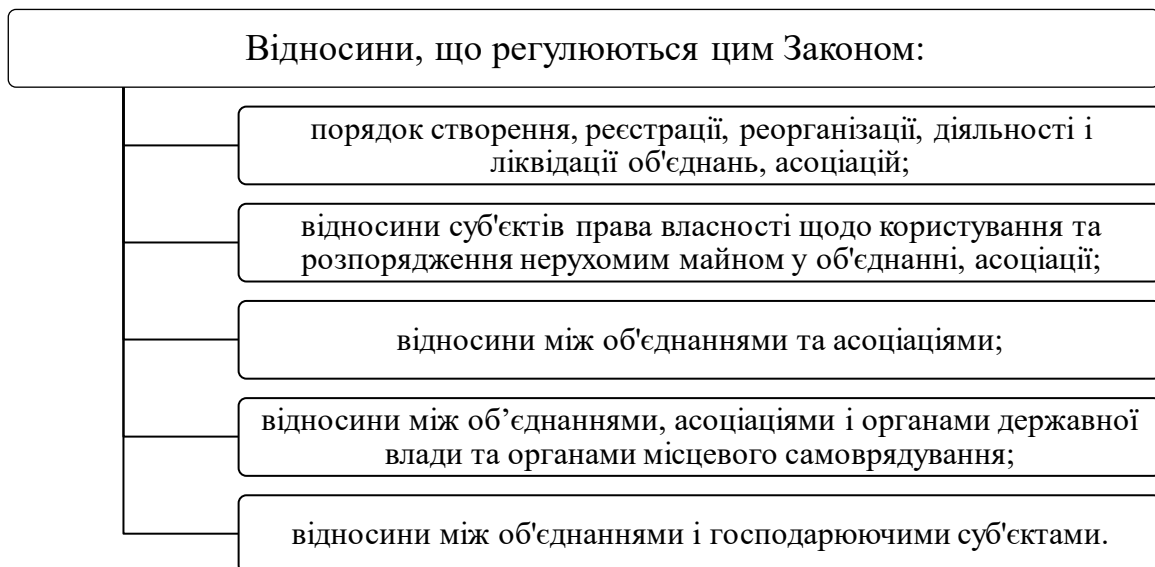 Відносини, що регулюються цим Законом:
порядок створення, реєстрації, реорганізації, діяльності і
ліквідації об'єднань, асоціацій;
відносини суб'єктів права власності щодо користування та
розпорядження нерухомим майном у об'єднанні, асоціації;
відносини між об'єднаннями та асоціаціями;
відносини між об’єднаннями, асоціаціями і органами державної
влади та органами місцевого самоврядування;
відносини між об'єднаннями і господарюючими суб'єктами.